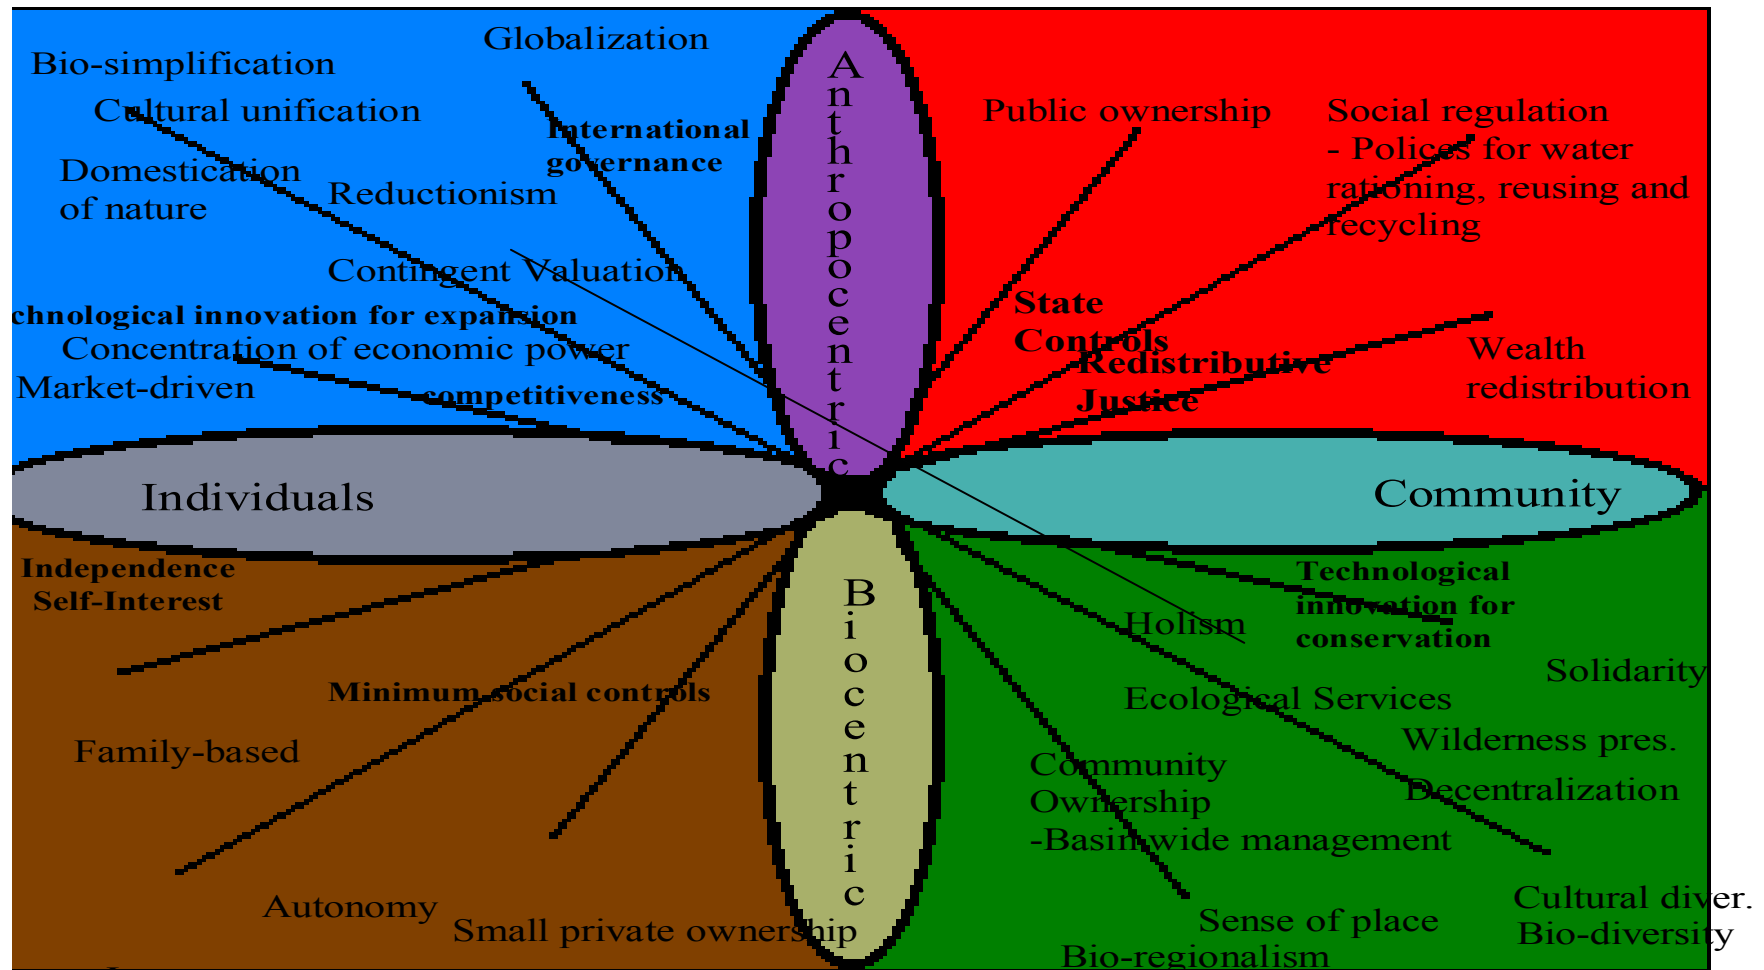 Globalization
Bio-simplification
Cultural unification
International
governance
Domestication
of nature
Reductionism
Contingent Valuation
chnological innovation for expansion
Concentration of economic power
Market-driven
competitiveness
Anthropocentric
Public ownership
Social regulation
- Polices for water
rationing, reusing and
recycling
State
Controls
Redistributive
Justice
Wealth
redistribution
Individuals
Community
Independence
Self-Interest
Minimum social controls
Family-based
Autonomy
Small private ownership
Biocentric
Technological
innovation for
conservation
Holism
Solidarity
Ecological Services
Wilderness pres.
Community
Ownership
-Basin wide management
Decentralization
Sense of place
Bio-regionalism
Cultural diver.
Bio-diversity